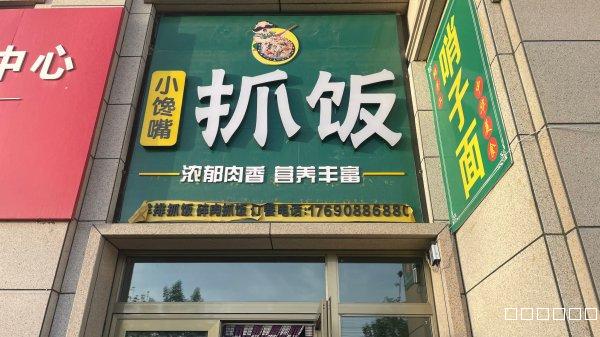 中心
小馋嘴
抓饭
浓郁肉香 营养丰富
排抓饭 碎肉抓饭 订餐电话:17690886880
哨子面